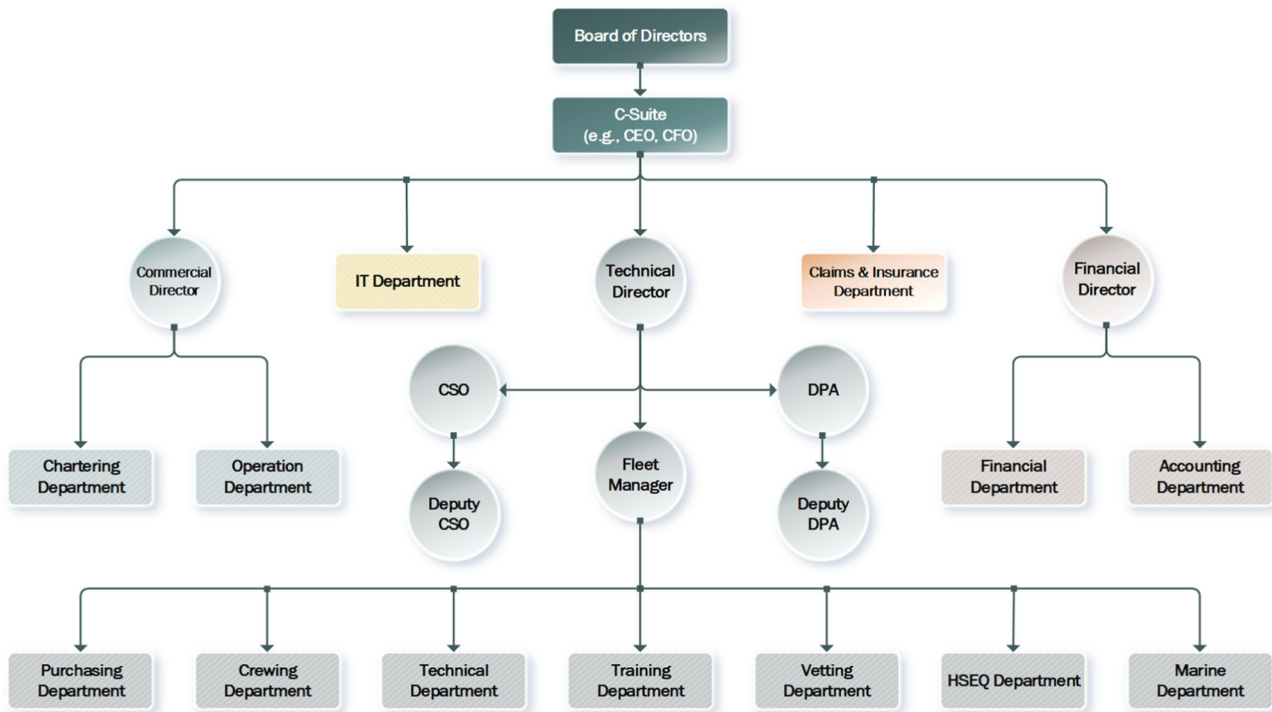 Board of Directors
C-Suite
(e.g., CEO, CFO)
Commercial
Director
IT Department
Technical
Director
Claims & Insurance
Department
Financial
Director
CSO
DPA
Chartering
Department
Operation
Department
Deputy
CSO
Fleet
Manager
Deputy
DPA
Financial
Department
Accounting
Department
Purchasing
Department
Crewing
Department
Technical
Department
Training
Department
Vetting
Department
HSEQ Department
Marine
Department